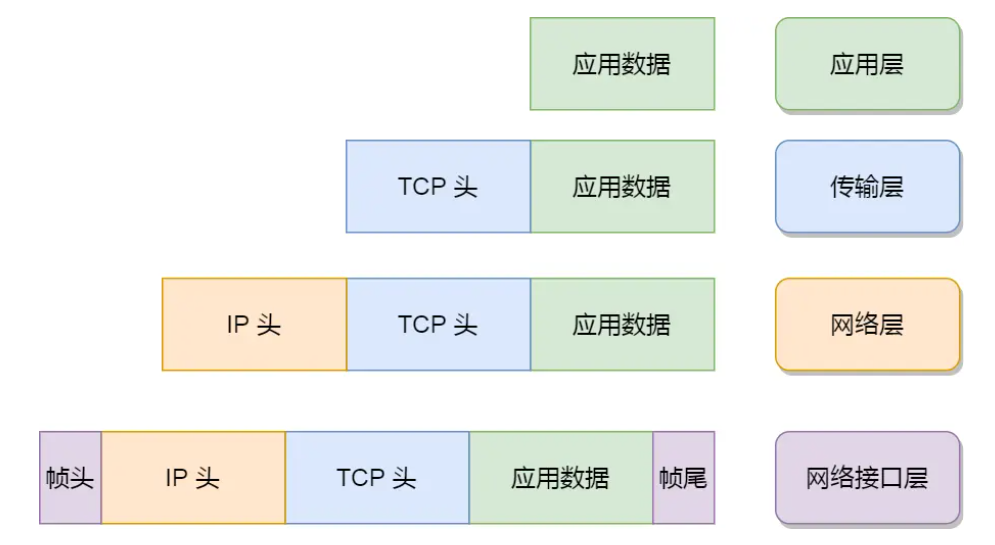 应用数据 应用层
TCP 头 应用数据 传输层
IP 头 TCP 头 应用数据 网络层
帧头 IP 头 TCP 头 应用数据 帧尾 网络接口层